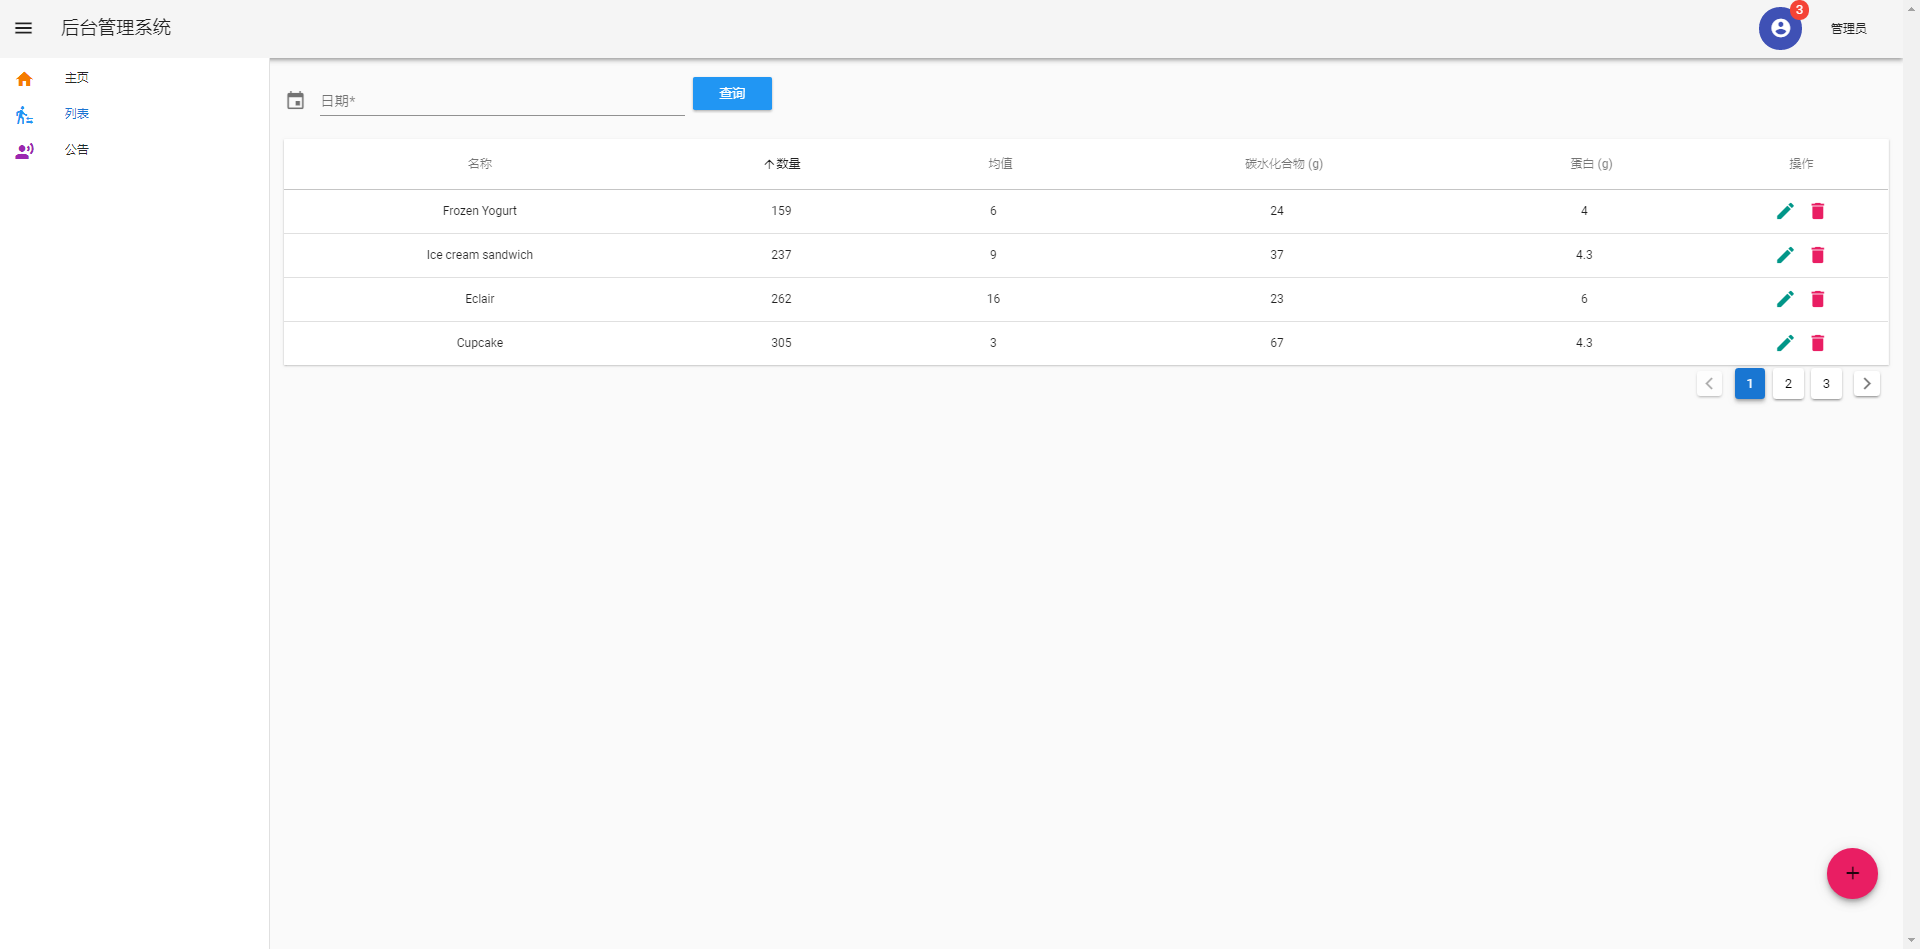 后台管理系统
3
管理员
主页
列表
公告
日期*
查询
名称 数量 均值 碳水化合物 (g) 蛋白 (g) 操作
Frozen Yogurt 159 6 24 4
Ice cream sandwich 237 9 37 4.3
Eclair 262 16 23 6
Cupcake 305 3 67 4.3
1 2 3